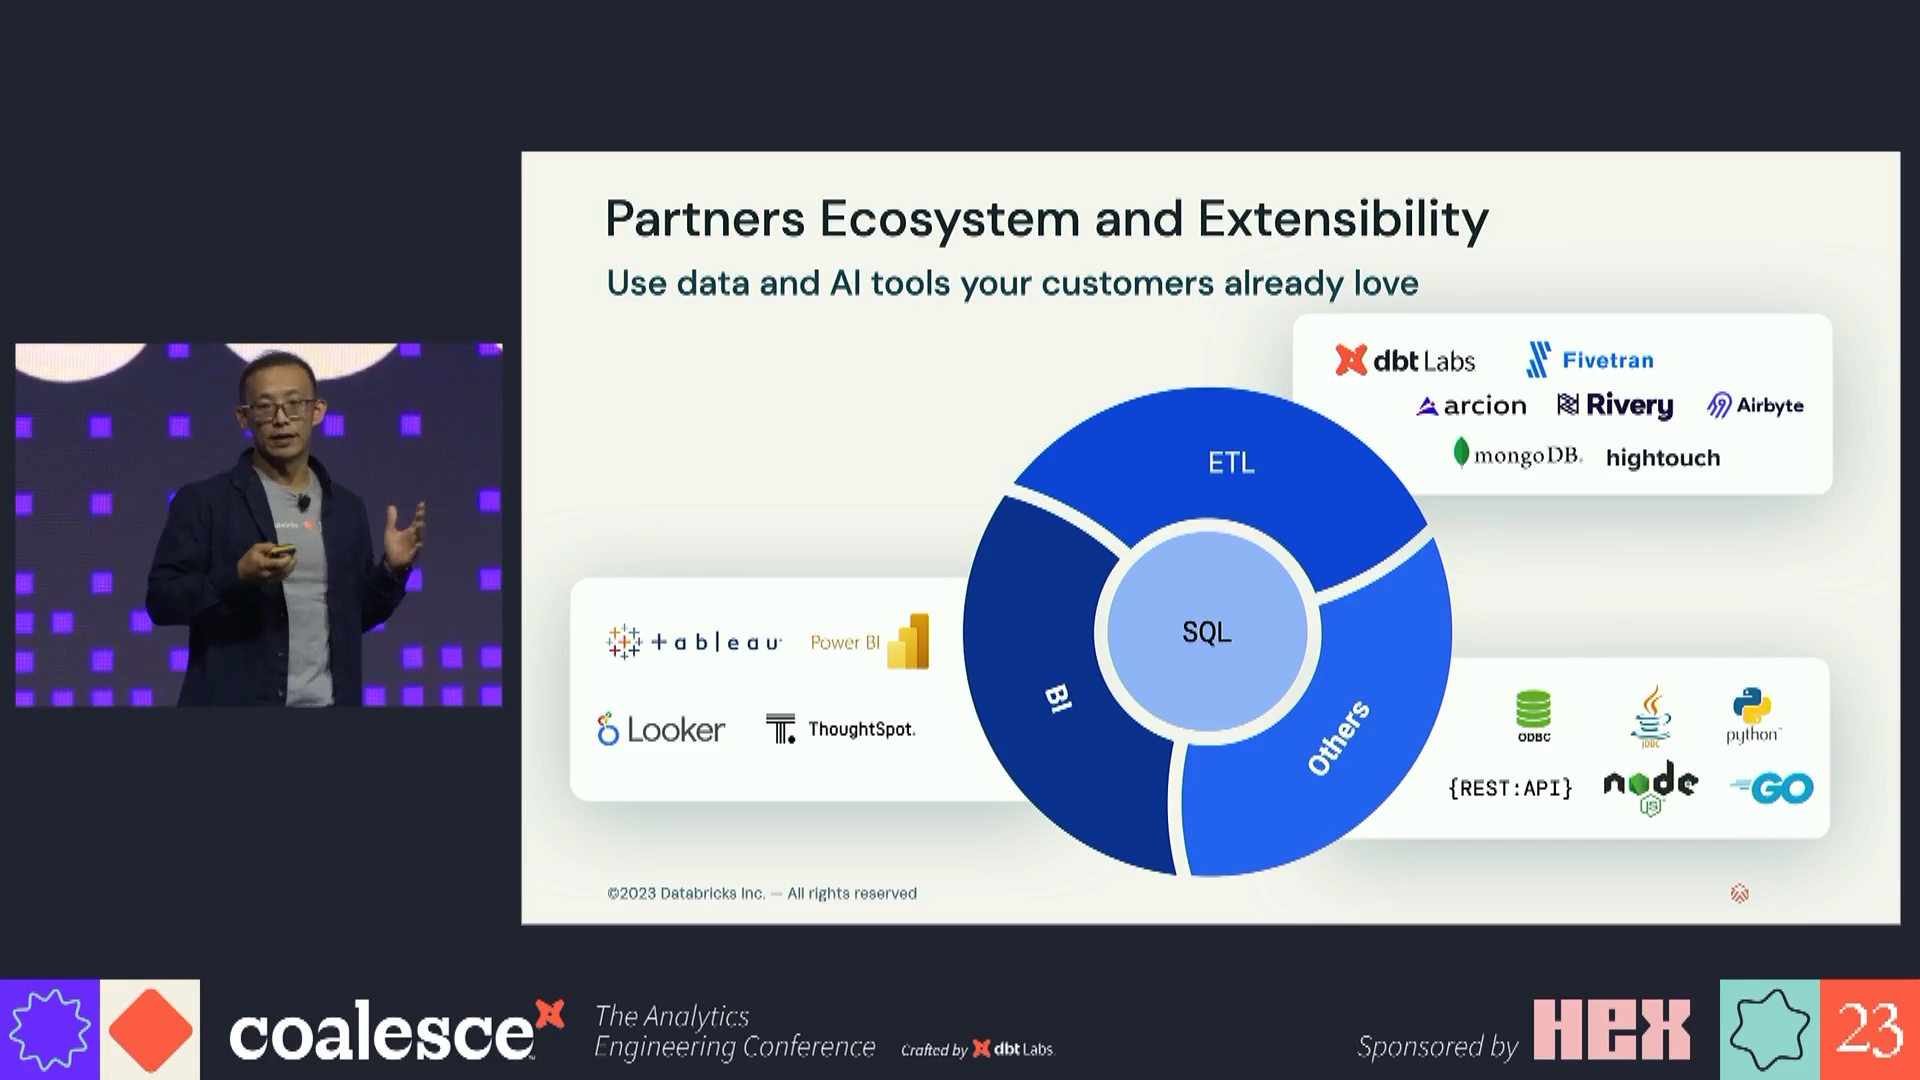 Partners Ecosystem and Extensibility
Use data and AI tools your customers already love
dbt Labs
Fivetran
arcion
Rivery
Airbyte
mongoDB.
hightouch
ETL
SQL
BI
Others
+ a b | e a u
Power BI
Looker
ThoughtSpot.
ODBC
JDBC
python
{REST:API}
node
JS
GO
©2023 Databricks Inc. — All rights reserved
coalesce
The Analytics
Engineering Conference
Crafted by dbt Labs
Sponsored by HEX
23